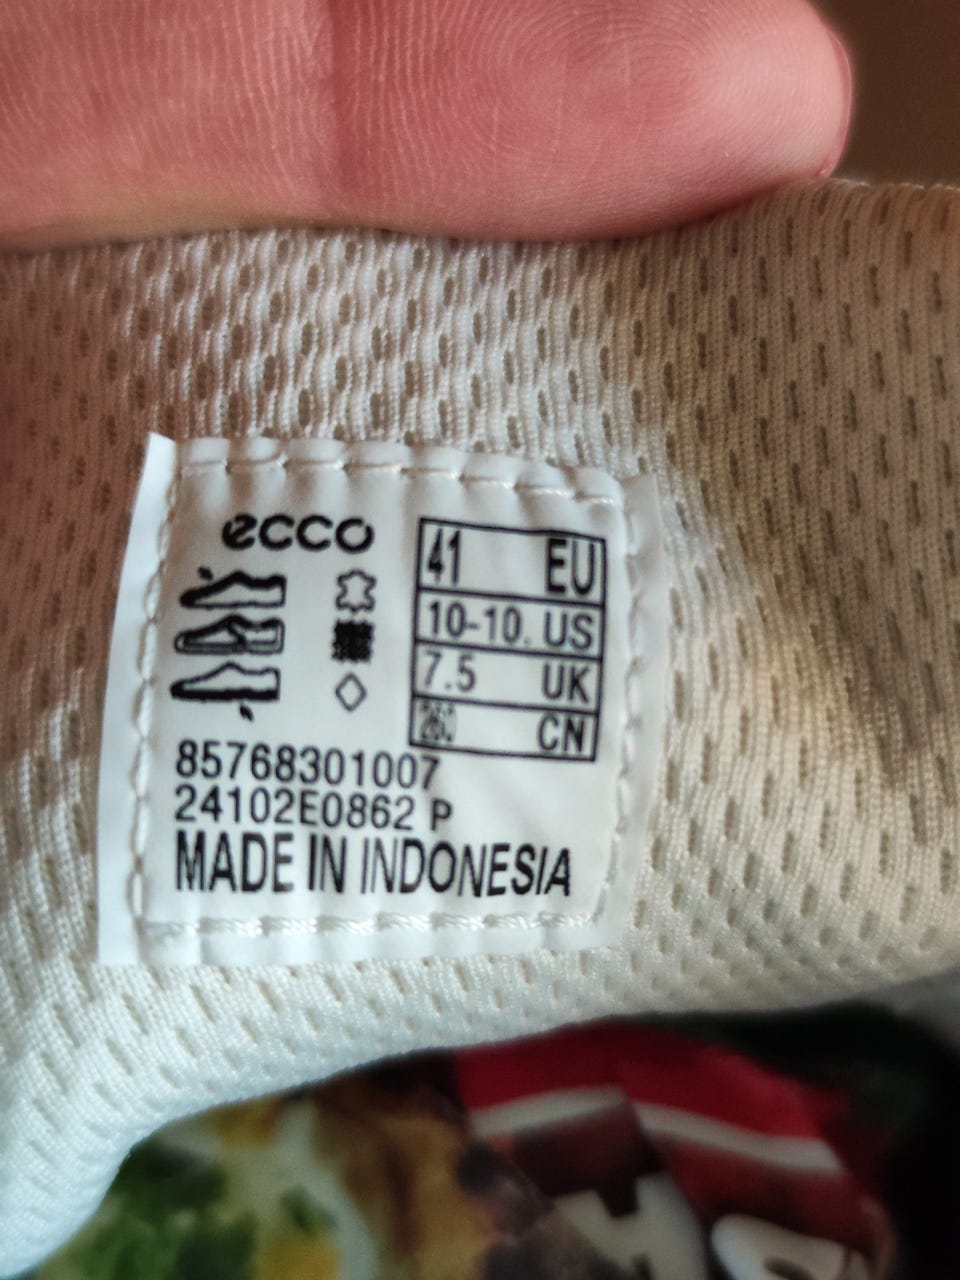 ecco
41 EU
10-10. US
7.5 UK
260 CN
85768301007
24102E0862 P
MADE IN INDONESIA